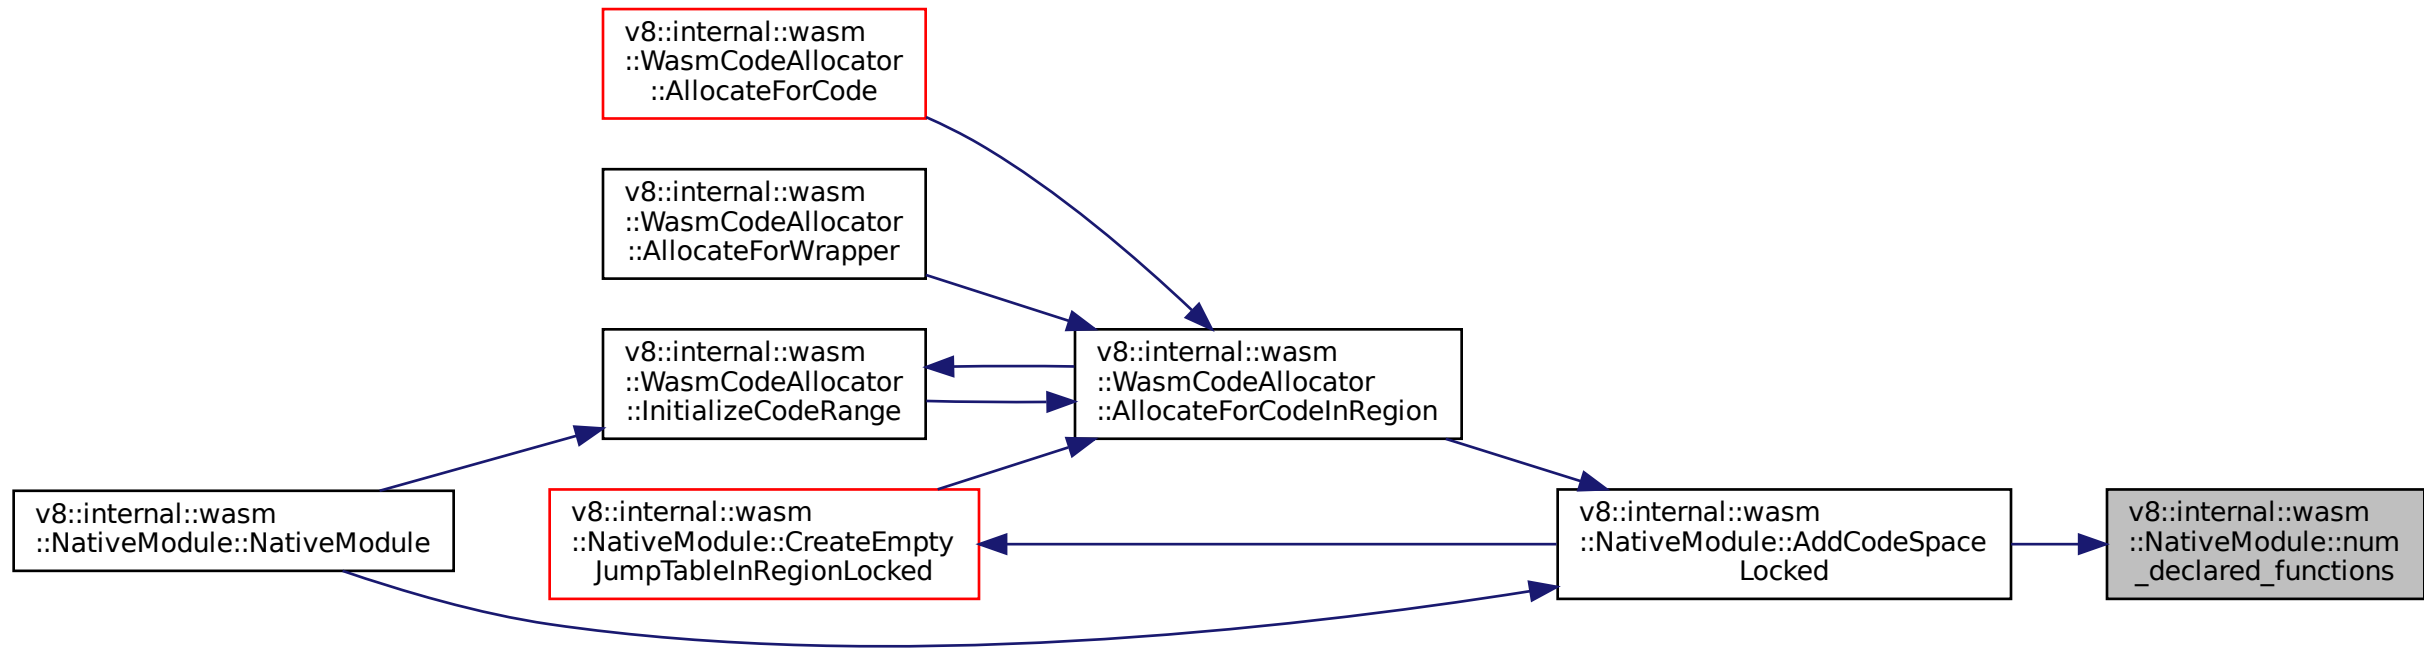 v8::internal::wasm
::WasmCodeAllocator
::AllocateForCode
v8::internal::wasm
::WasmCodeAllocator
::AllocateForWrapper
v8::internal::wasm
::WasmCodeAllocator
::InitializeCodeRange
v8::internal::wasm
::WasmCodeAllocator
::AllocateForCodeInRegion
v8::internal::wasm
::NativeModule::NativeModule
v8::internal::wasm
::NativeModule::CreateEmpty
JumpTableInRegionLocked
v8::internal::wasm
::NativeModule::AddCodeSpace
Locked
v8::internal::wasm
::NativeModule::num
_declared_functions